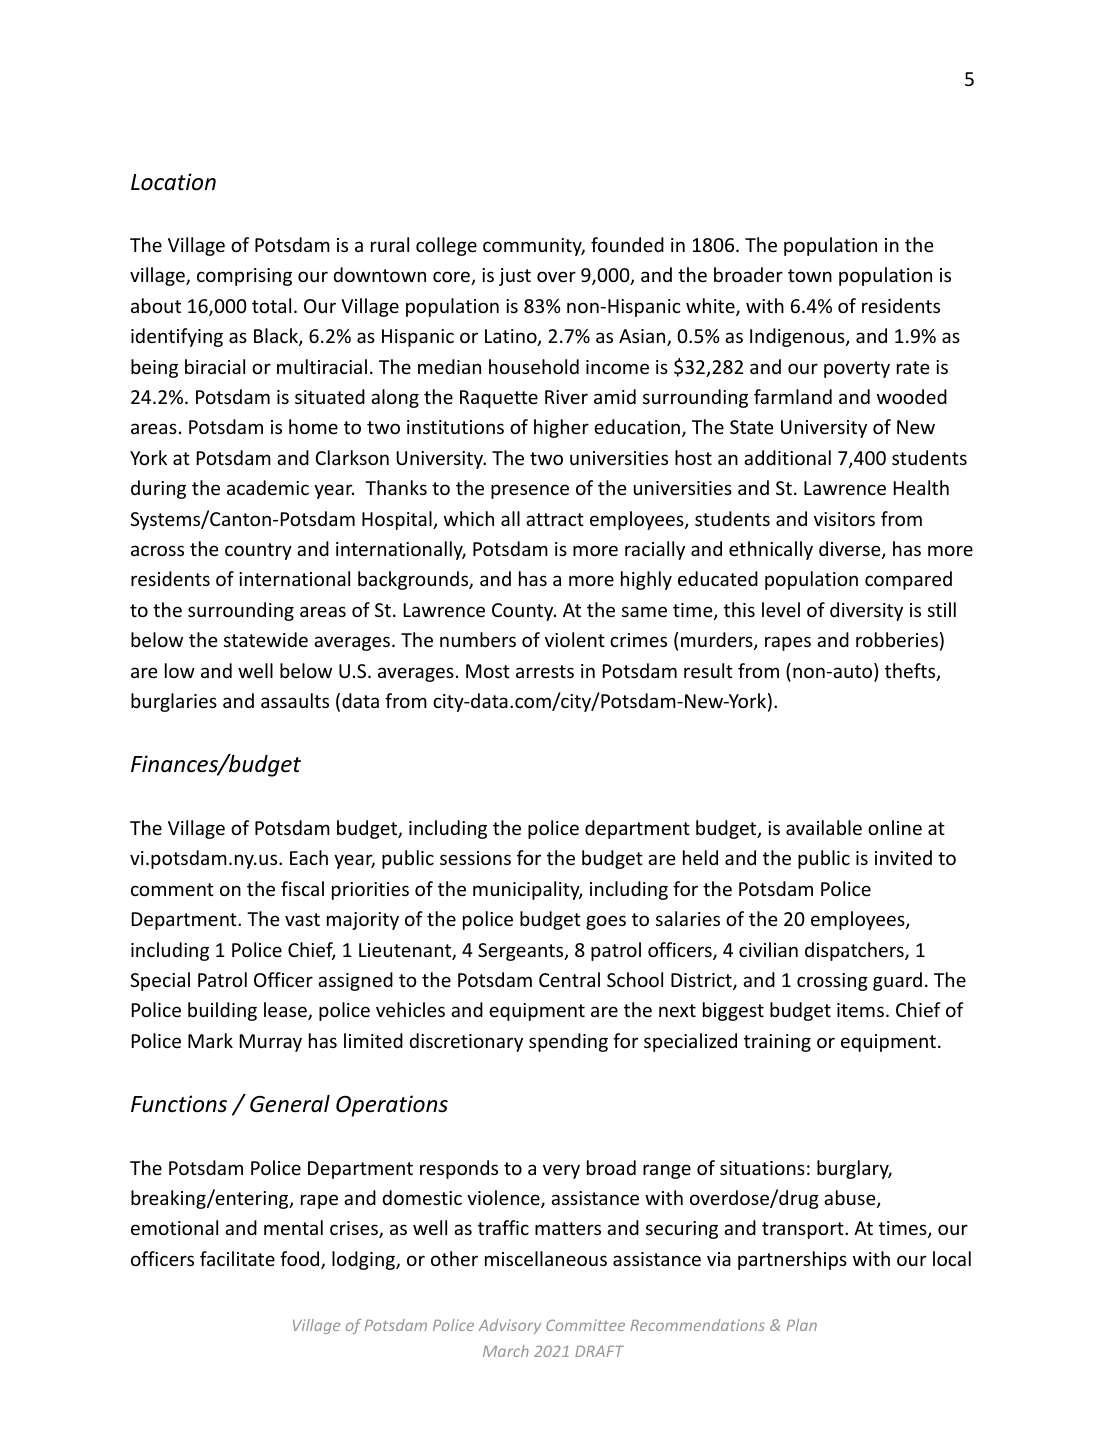 5
Location
The Village of Potsdam is a rural college community, founded in 1806. The population in the
village, comprising our downtown core, is just over 9,000, and the broader town population is
about 16,000 total. Our Village population is 83% non-Hispanic white, with 6.4% of residents
identifying as Black, 6.2% as Hispanic or Latino, 2.7% as Asian, 0.5% as Indigenous, and 1.9% as
being biracial or multiracial. The median household income is $32,282 and our poverty rate is
24.2%. Potsdam is situated along the Raquette River amid surrounding farmland and wooded
areas. Potsdam is home to two institutions of higher education, The State University of New
York at Potsdam and Clarkson University. The two universities host an additional 7,400 students
during the academic year.  Thanks to the presence of the universities and St. Lawrence Health
Systems/Canton-Potsdam Hospital, which all attract employees, students and visitors from
across the country and internationally, Potsdam is more racially and ethnically diverse, has more
residents of international backgrounds, and has a more highly educated population compared
to the surrounding areas of St. Lawrence County. At the same time, this level of diversity is still
below the statewide averages. The numbers of violent crimes (murders, rapes and robberies)
are low and well below U.S. averages. Most arrests in Potsdam result from (non-auto) thefts,
burglaries and assaults (data from city-data.com/city/Potsdam-New-York).
Finances/budget
The Village of Potsdam budget, including the police department budget, is available online at
vi.potsdam.ny.us. Each year, public sessions for the budget are held and the public is invited to
comment on the fiscal priorities of the municipality, including for the Potsdam Police
Department. The vast majority of the police budget goes to salaries of the 20 employees,
including 1 Police Chief, 1 Lieutenant, 4 Sergeants, 8 patrol officers, 4 civilian dispatchers, 1
Special Patrol Officer assigned to the Potsdam Central School District, and 1 crossing guard. The
Police building lease, police vehicles and equipment are the next biggest budget items. Chief of
Police Mark Murray has limited discretionary spending for specialized training or equipment.
Functions / General Operations
The Potsdam Police Department responds to a very broad range of situations: burglary,
breaking/entering, rape and domestic violence, assistance with overdose/drug abuse,
emotional and mental crises, as well as traffic matters and securing and transport. At times, our
officers facilitate food, lodging, or other miscellaneous assistance via partnerships with our local
Village of Potsdam Police Advisory Committee Recommendations & Plan
March 2021 DRAFT